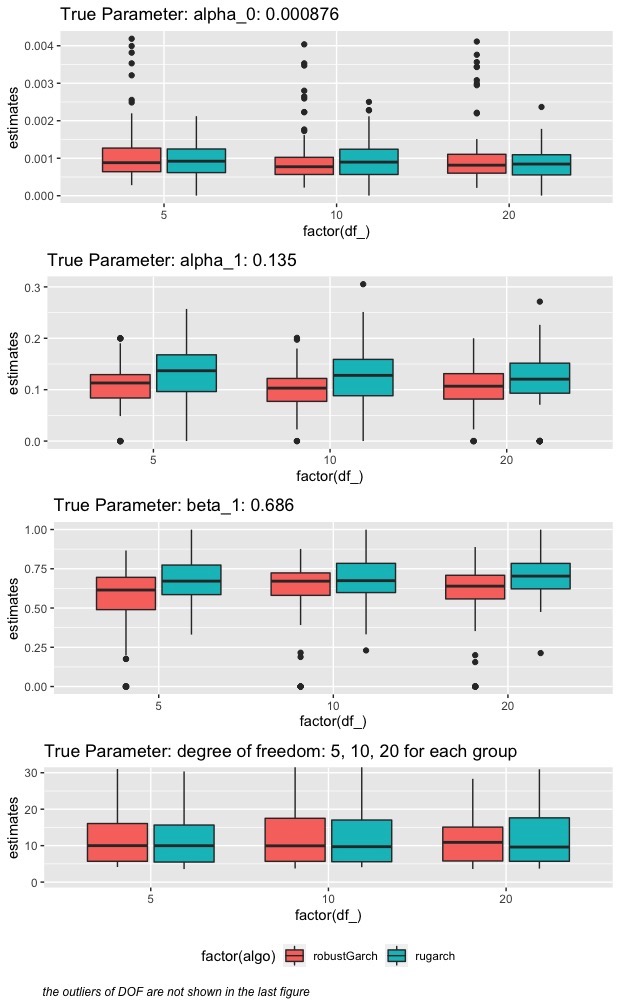 True Parameter: alpha_0: 0.000876
estimates
0.004
0.003
0.002
0.001
0.000
5 10 20
factor(df_)
True Parameter: alpha_1: 0.135
estimates
0.3
0.2
0.1
0.0
5 10 20
factor(df_)
True Parameter: beta_1: 0.686
estimates
1.00
0.75
0.50
0.25
0.00
5 10 20
factor(df_)
True Parameter: degree of freedom: 5, 10, 20 for each group
estimates
30
20
10
0
5 10 20
factor(df_)
factor(algo) robustGarch rugarch
the outliers of DOF are not shown in the last figure